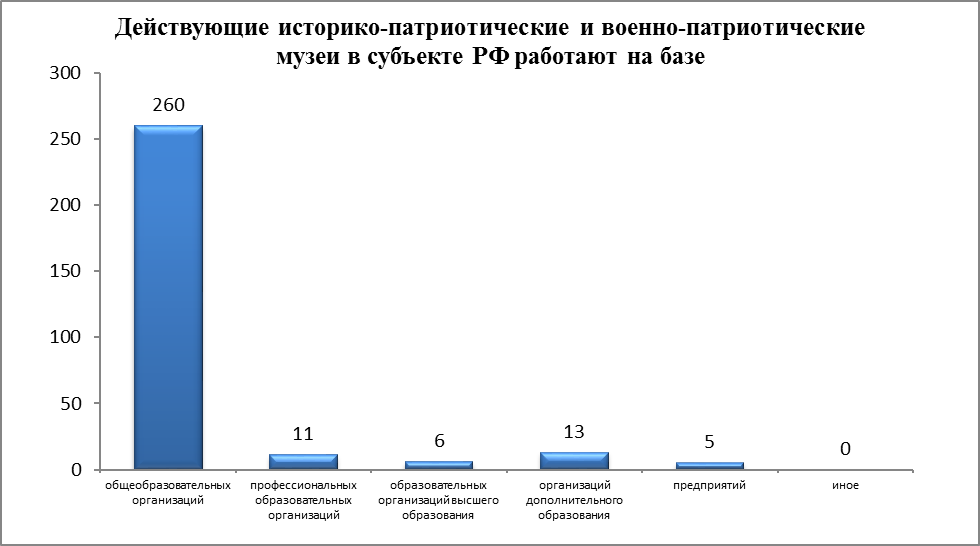 Действующие историко-патриотические и военно-патриотические
музеи в субъекте РФ работают на базе
300
250
200
150
100
50
0
260
11
6
13
5
0
общеобразовательных
организаций
профессиональных
образовательных
организаций
образовательных
организаций высшего
образования
организаций
дополнительного
образования
предприятий
иное